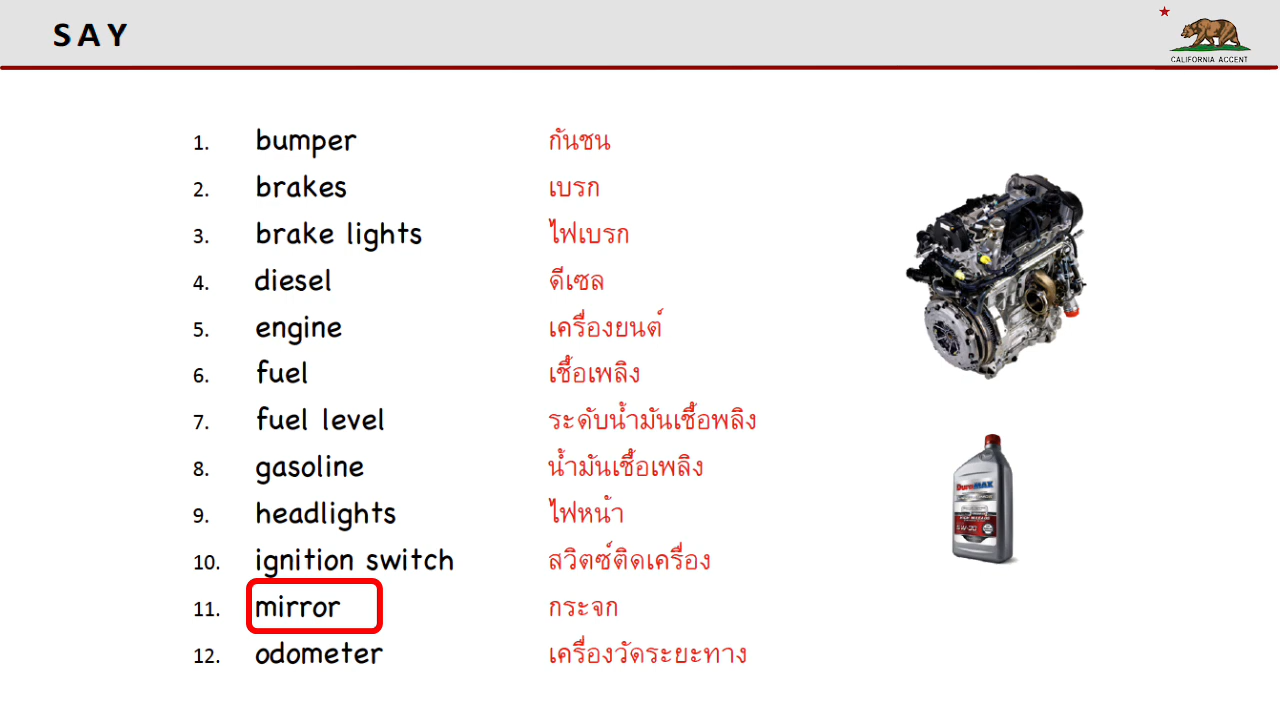 SAY
CALIFORNIA ACCENT
1. bumper กันชน
2. brakes เบรก
3. brake lights ไฟเบรก
4. diesel ดีเซล
5. engine เครื่องยนต์
6. fuel เชื้อเพลิง
7. fuel level ระดับน้ำมันเชื้อพลิง
8. gasoline น้ำมันเชื้อเพลิง
9. headlights ไฟหน้า
10. ignition switch สวิตซ์ติดเครื่อง
11. mirror กระจก
12. odometer เครื่องวัดระยะทาง
DuraMAX
5W-20